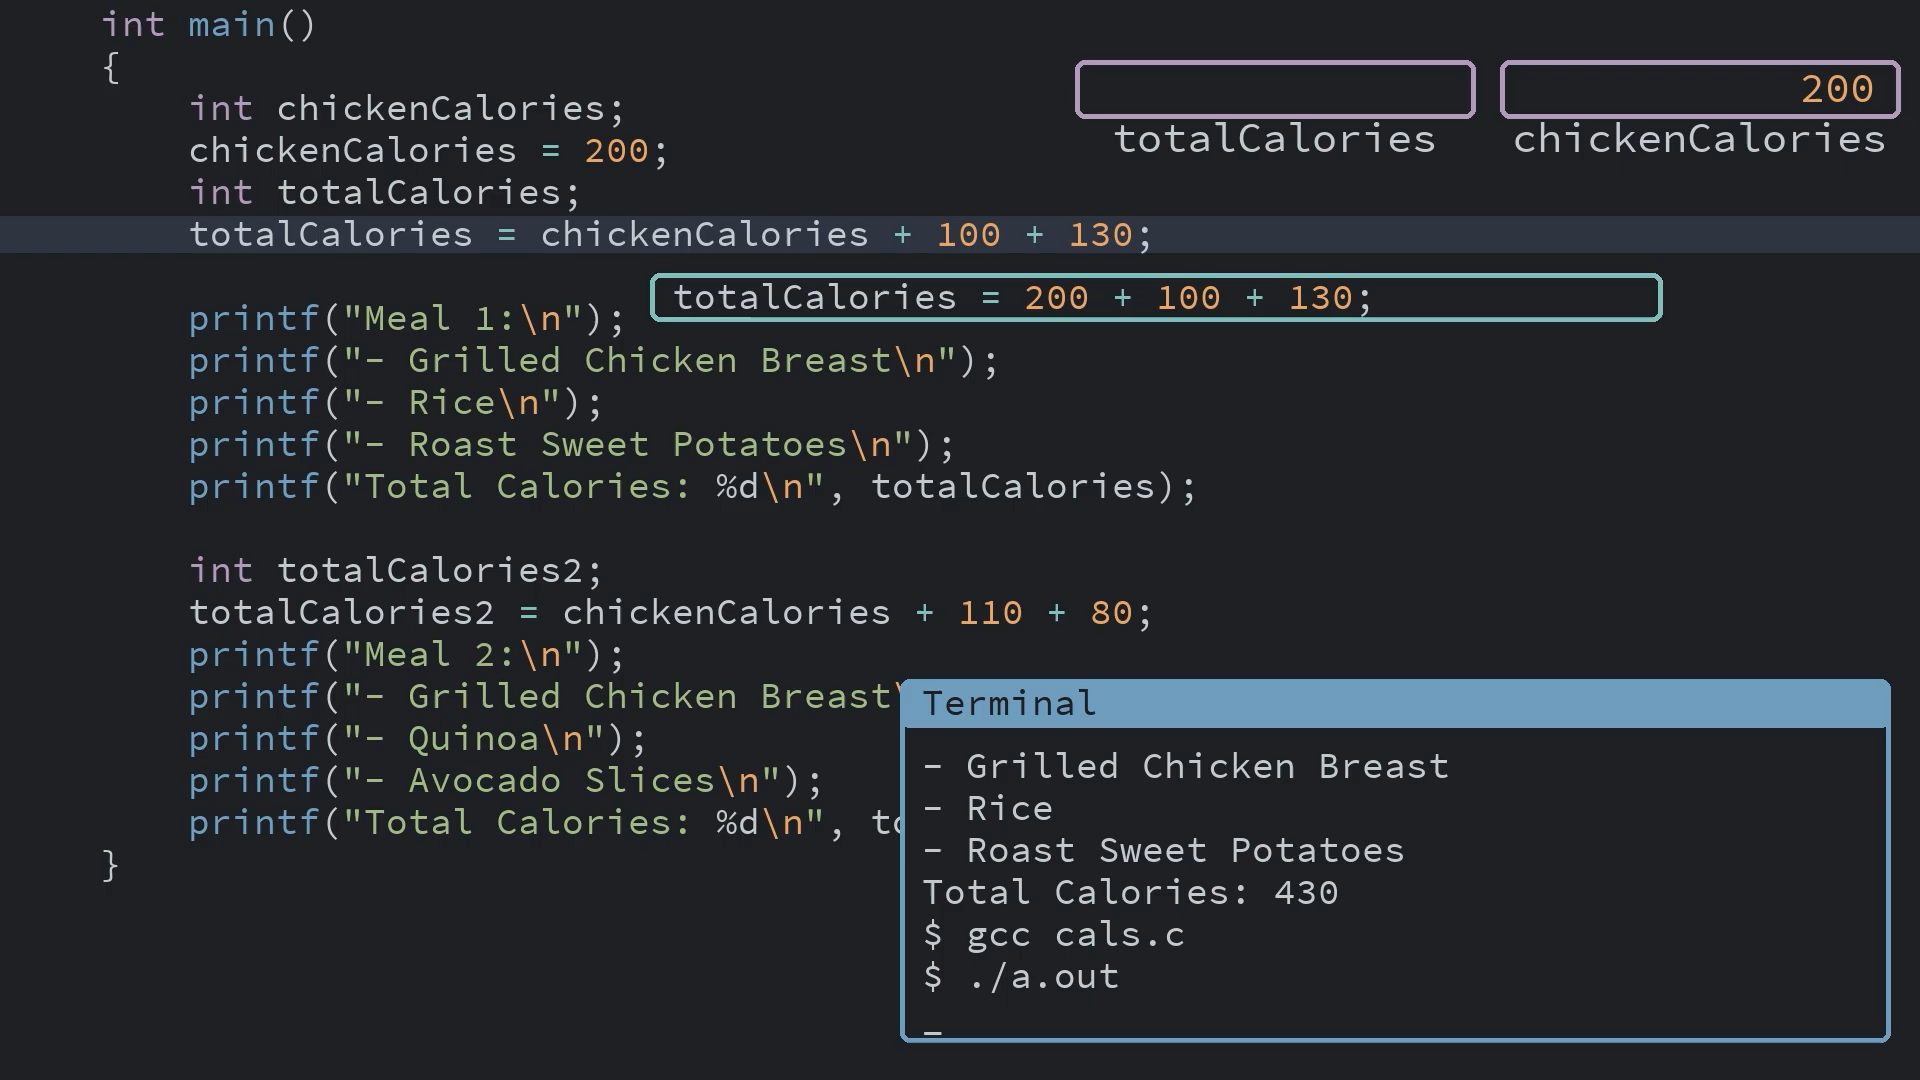 int main()
{
int chickenCalories;
chickenCalories = 200;
int totalCalories;
totalCalories = chickenCalories + 100 + 130;
200
totalCalories
chickenCalories
totalCalories = 200 + 100 + 130;
printf("Meal 1:\n");
printf("- Grilled Chicken Breast\n");
printf("- Rice\n");
printf("- Roast Sweet Potatoes\n");
printf("Total Calories: %d\n", totalCalories);
int totalCalories2;
totalCalories2 = chickenCalories + 110 + 80;
printf("Meal 2:\n");
printf("- Grilled Chicken Breast
printf("- Quinoa\n");
printf("- Avocado Slices\n");
printf("Total Calories: %d\n",
}
Terminal
- Grilled Chicken Breast
- Rice
- Roast Sweet Potatoes
Total Calories: 430
$ gcc cals.c
$ ./a.out
_